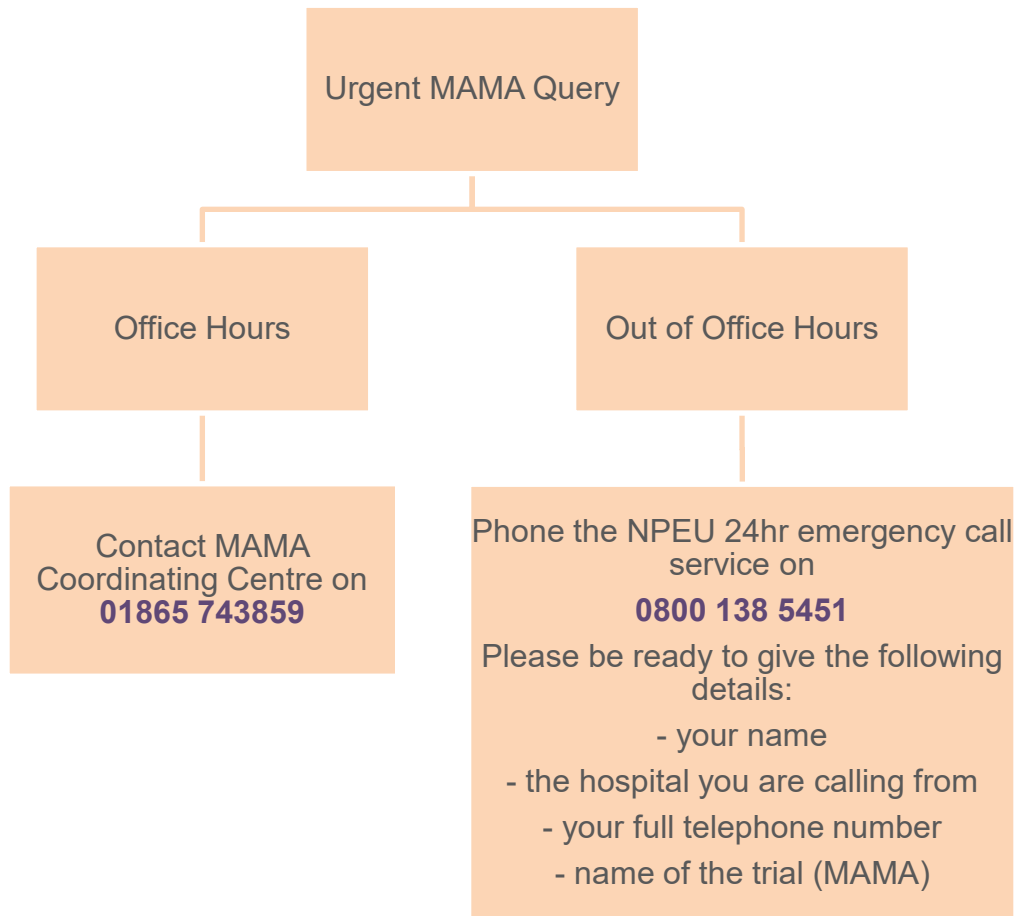 Urgent MAMA Query
Office Hours
Out of Office Hours
Contact MAMA
Coordinating Centre on
01865 743859
Phone the NPEU 24hr emergency call
service on
0800 138 5451
Please be ready to give the following
details:
- your name
- the hospital you are calling from
- your full telephone number
- name of the trial (MAMA)